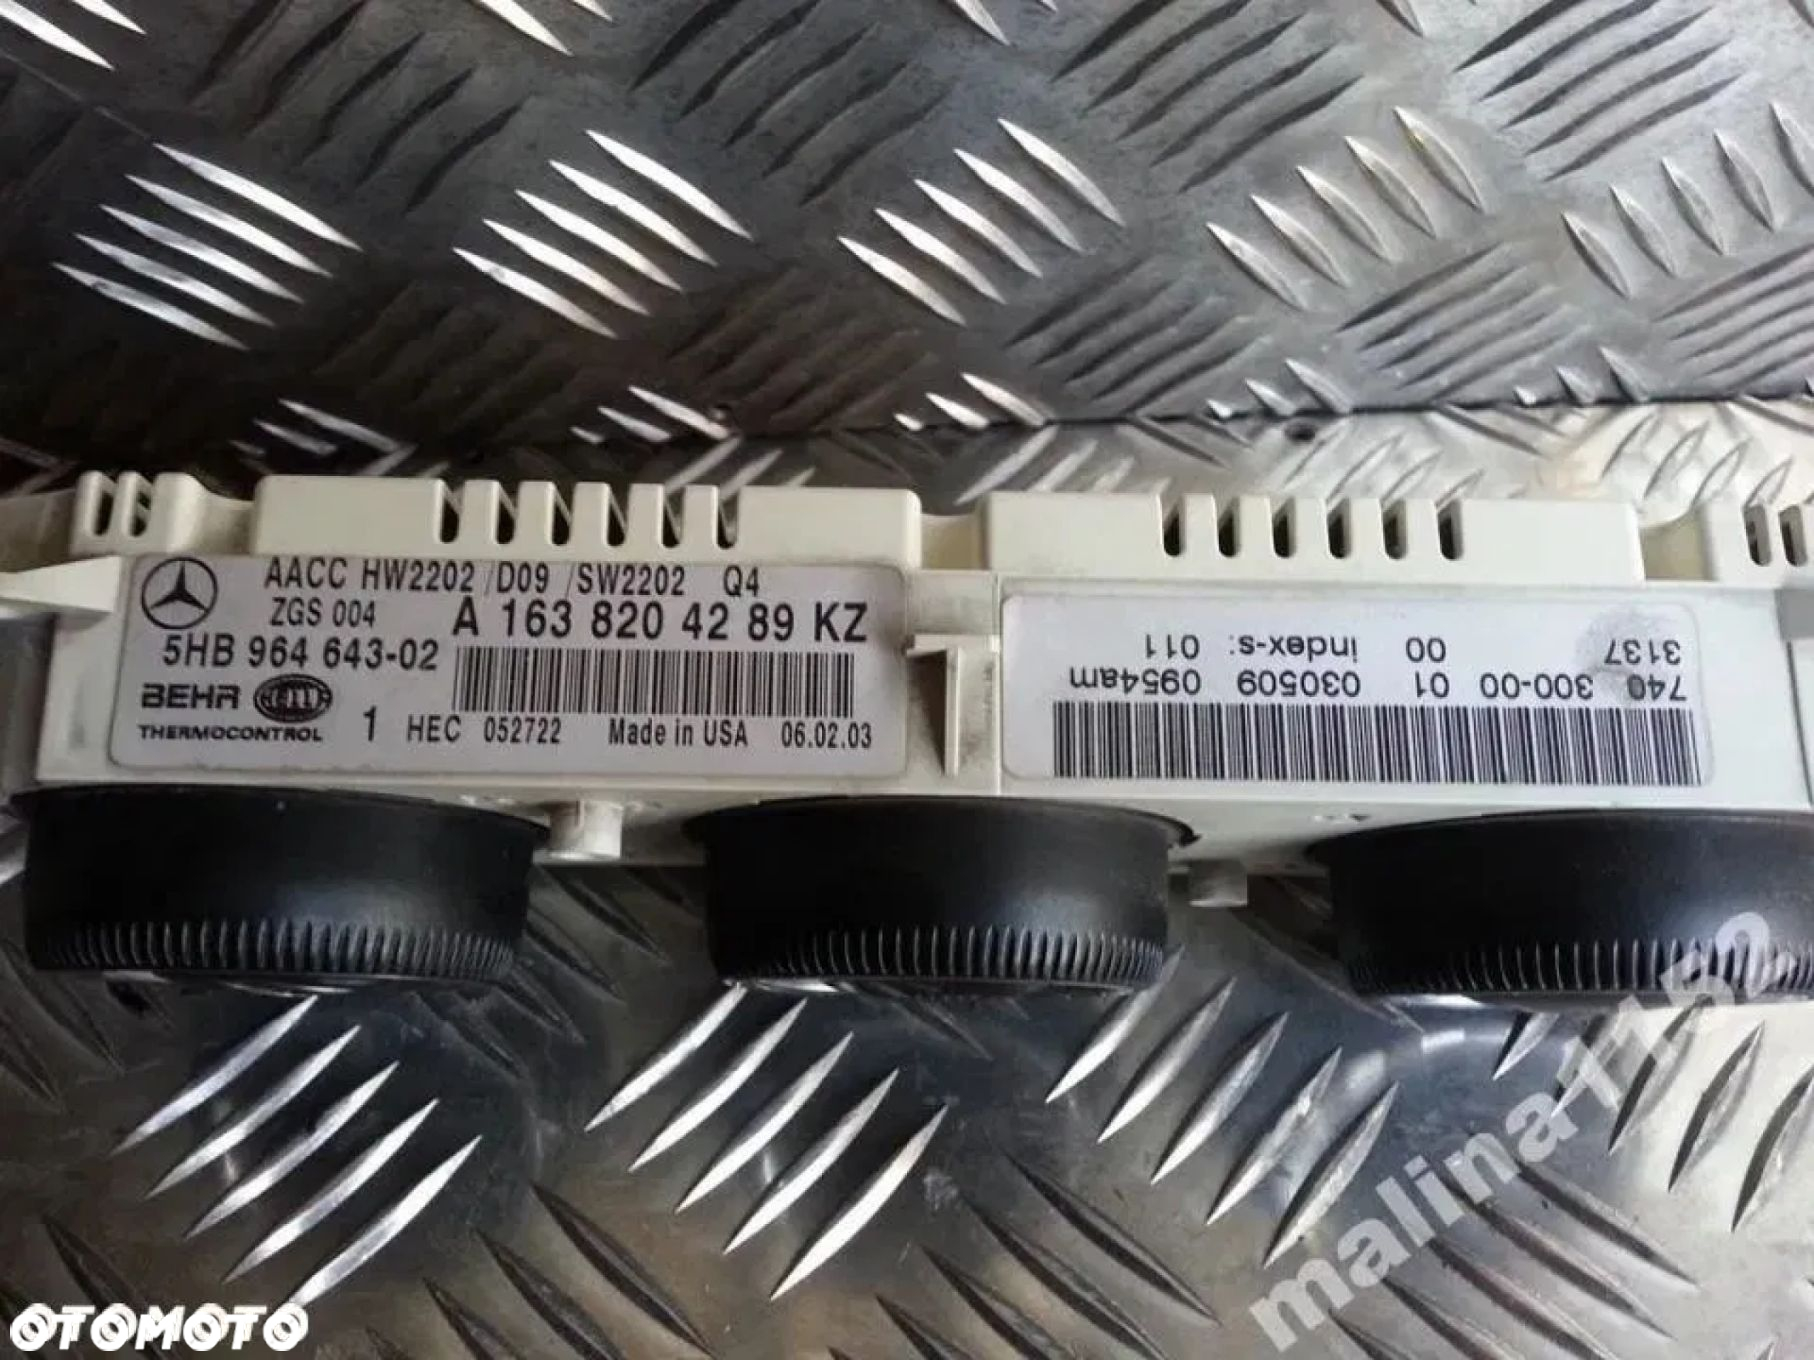 AACC HW2202 /D09 /SW2202 Q4
ZGS 004 A 163 820 42 89 KZ
5HB 964 643-02
BEHR HELLA
THERMOCONTROL 1 HEC 052722 Made in USA 06.02.03
740 300-00 01 030509 0954am
3137 00 index-s: 011
malina1152
OTOMOTO